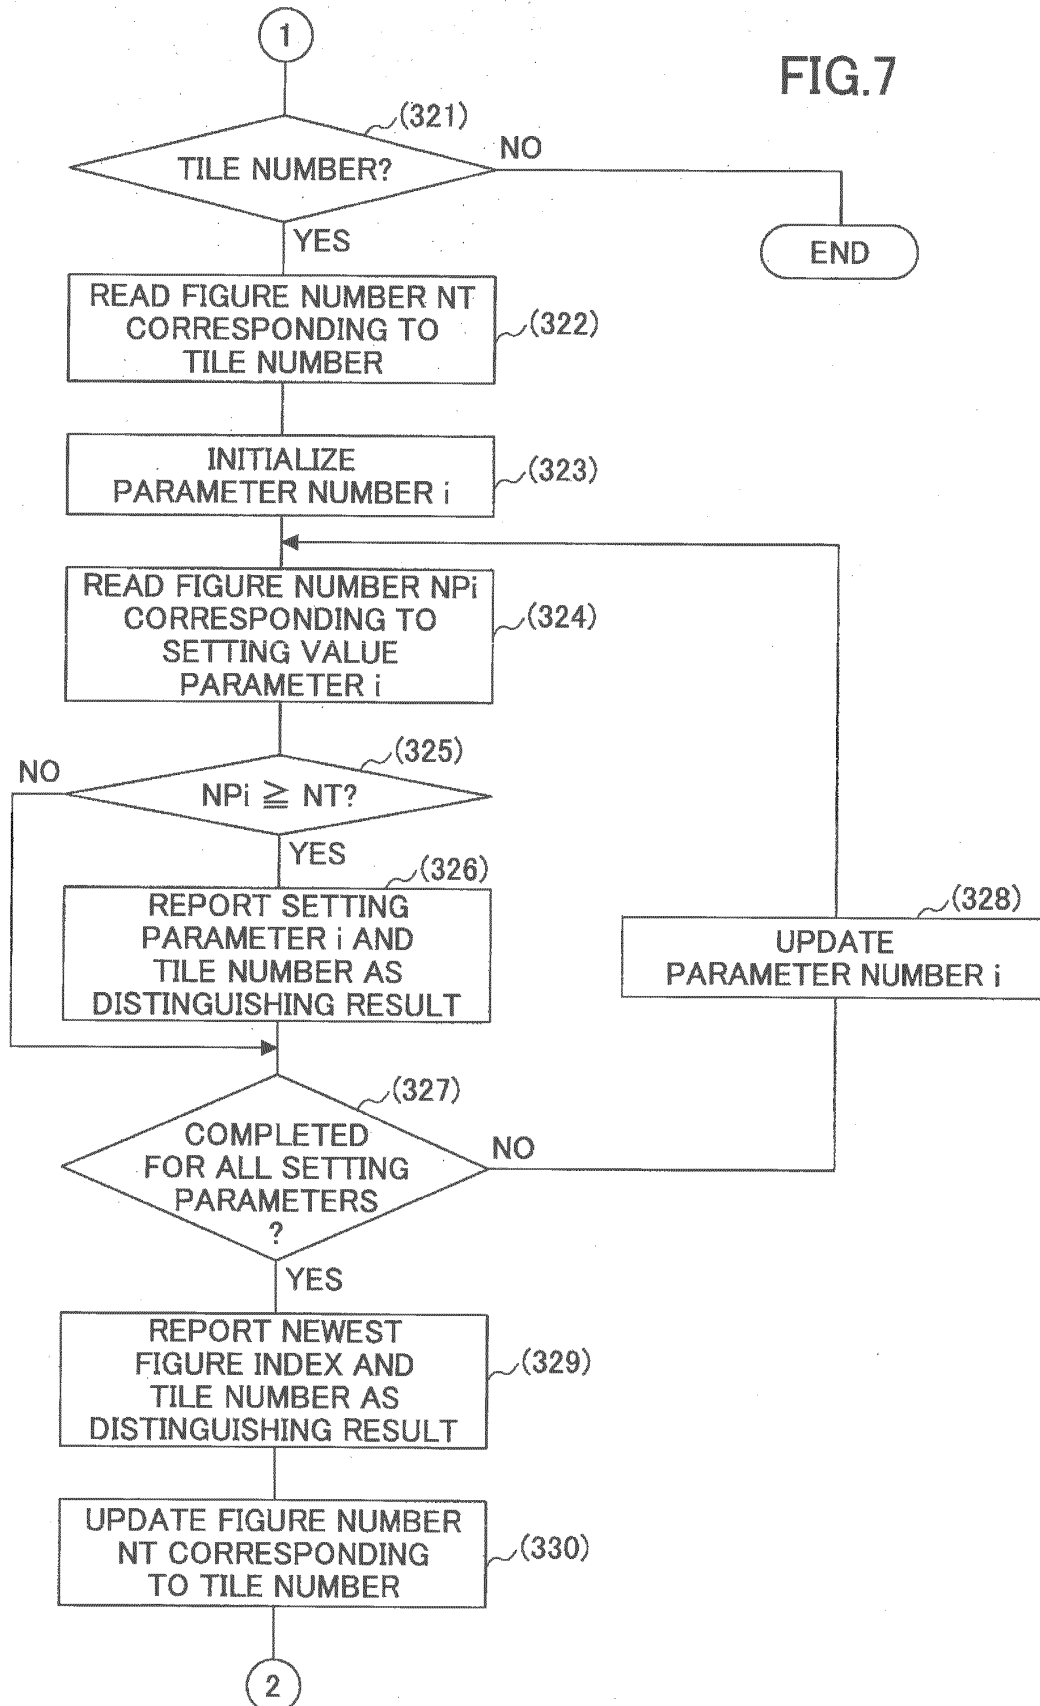 1
FIG.7
(321)
TILE NUMBER?
NO
YES
END
READ FIGURE NUMBER NT
CORRESPONDING TO
TILE NUMBER
(322)
INITIALIZE
PARAMETER NUMBER i
(323)
READ FIGURE NUMBER NPi
CORRESPONDING TO
SETTING VALUE
PARAMETER i
(324)
(325)
NO
NPi ≧ NT?
YES
(326)
REPORT SETTING
PARAMETER i AND
TILE NUMBER AS
DISTINGUISHING RESULT
(328)
UPDATE
PARAMETER NUMBER i
(327)
COMPLETED
FOR ALL SETTING
PARAMETERS
?
NO
YES
REPORT NEWEST
FIGURE INDEX AND
TILE NUMBER AS
DISTINGUISHING RESULT
(329)
UPDATE FIGURE NUMBER
NT CORRESPONDING
TO TILE NUMBER
(330)
2